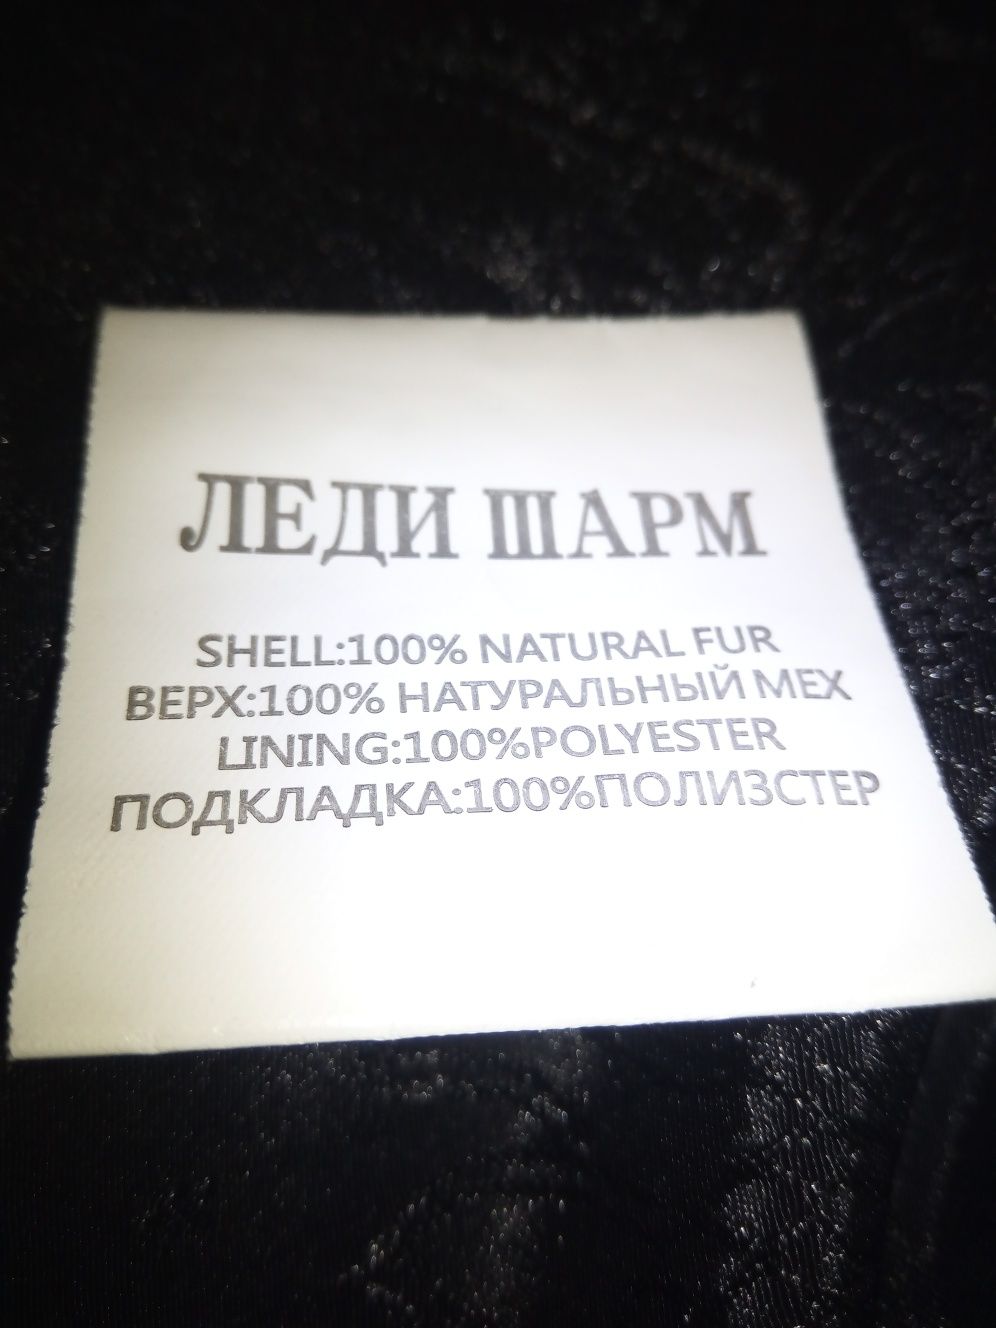 ЛЕДИ ШАРМ
SHELL:100% NATURAL FUR
ВЕРХ:100% НАТУРАЛЬНЫЙ МЕХ
LINING:100%POLYESTER
ПОДКЛАДКА:100%ПОЛИЗСТЕР